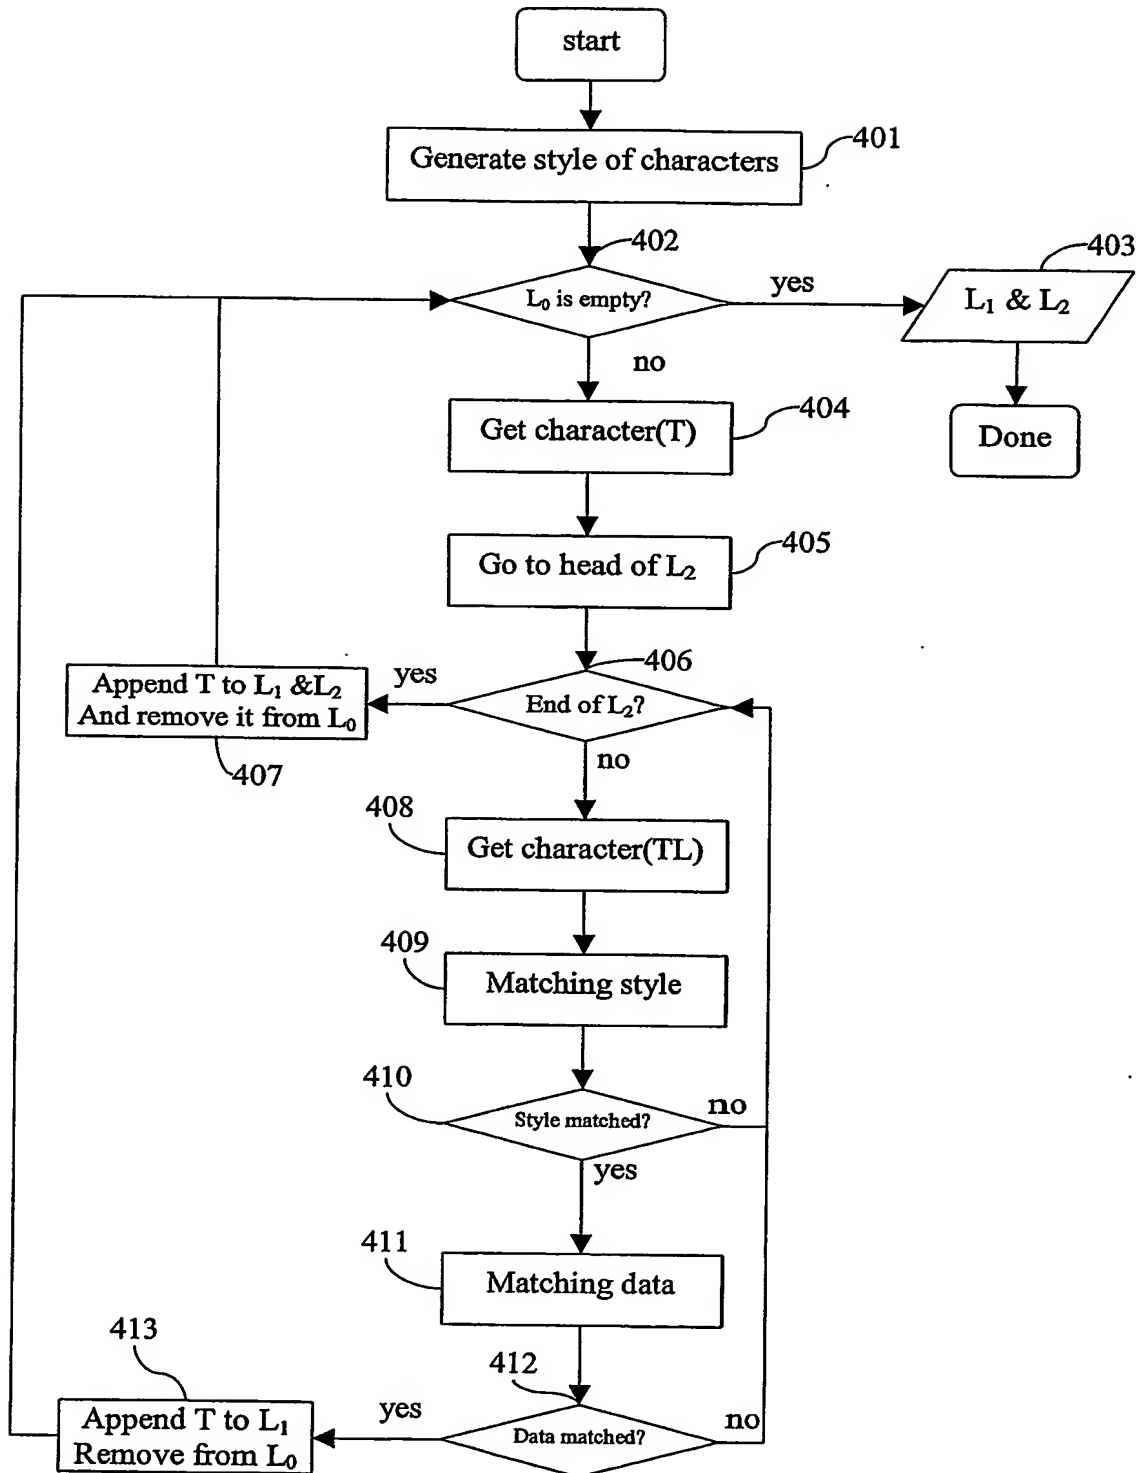 start
Generate style of characters
401
402
403
L₀ is empty?
yes
L₁ & L₂
no
Get character(T)
404
Done
Go to head of L₂
405
406
yes
End of L₂?
Append T to L₁ &L₂
And remove it from L₀
407
no
408
Get character(TL)
409
Matching style
410
Style matched?
no
yes
411
Matching data
413
412
yes
Append T to L₁
Remove from L₀
Data matched?
no